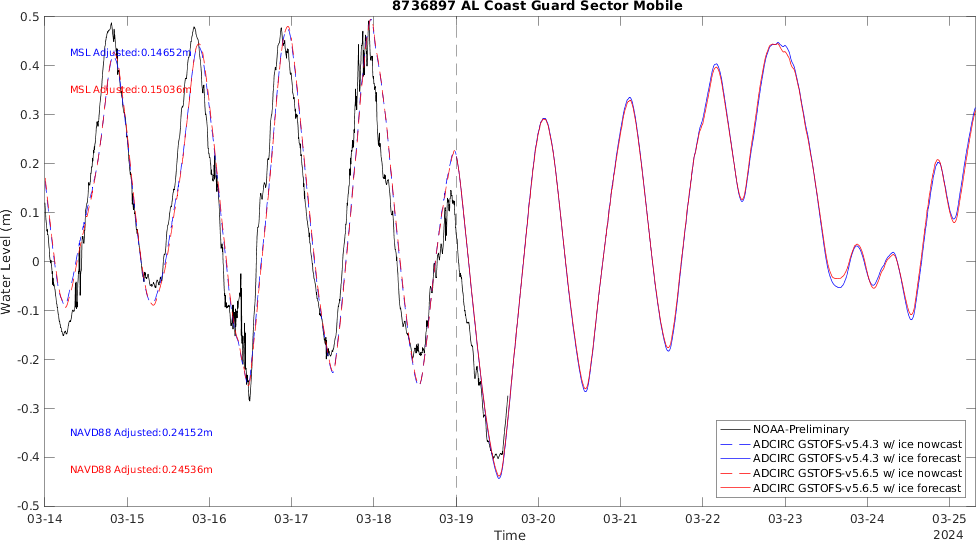 8736897 AL Coast Guard Sector Mobile
0.5
0.4
0.3
0.2
0.1
0
-0.1
-0.2
-0.3
-0.4
-0.5
Water Level (m)
MSL Adjusted:0.14652m
MSL Adjusted:0.15036m
NAVD88 Adjusted:0.24152m
NAVD88 Adjusted:0.24536m
NOAA-Preliminary
ADCIRC GSTOFS-v5.4.3 w/ ice nowcast
ADCIRC GSTOFS-v5.4.3 w/ ice forecast
ADCIRC GSTOFS-v5.6.5 w/ ice nowcast
ADCIRC GSTOFS-v5.6.5 w/ ice forecast
03-14 03-15 03-16 03-17 03-18 03-19 03-20 03-21 03-22 03-23 03-24 03-25
Time
2024